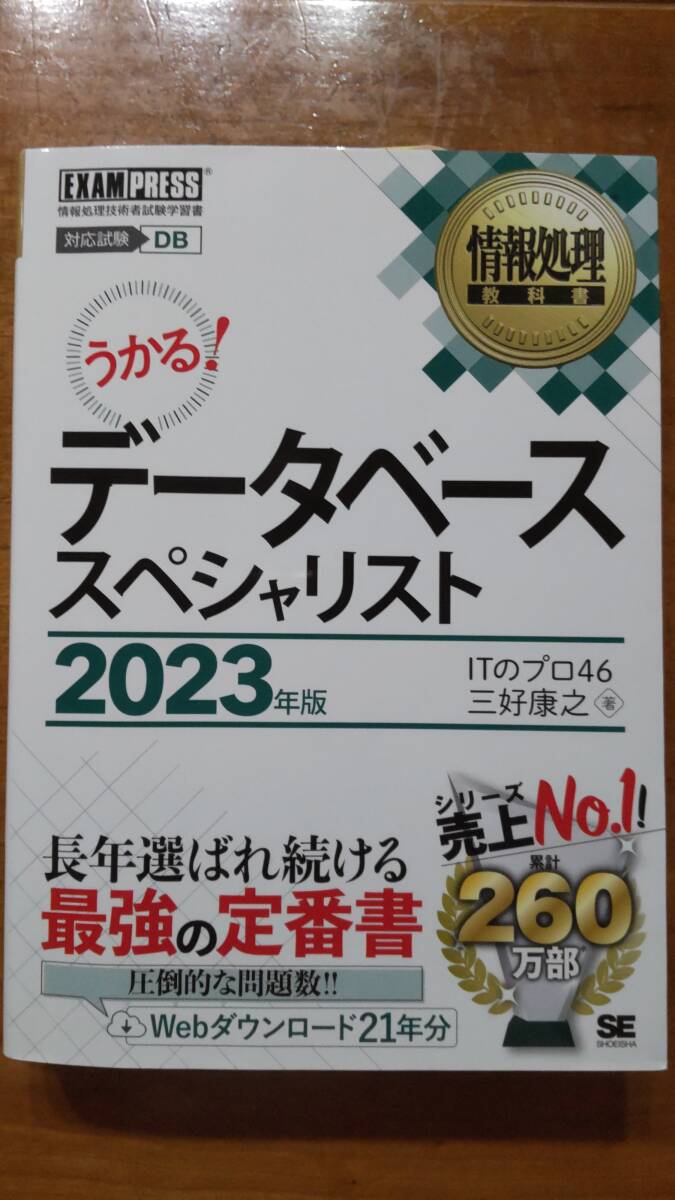 EXAMPRESS®
情報処理技術者試験学習書
対応試験 DB
情報処理
教科書
うかる!
データベース
スペシャリスト
2023年版
ITのプロ46
三好康之 著
シリーズ
売上No.1!
累計
260
万部*
長年選ばれ続ける
最強の定番書
圧倒的な問題数!!
Webダウンロード21年分
SE
SHOEISHA